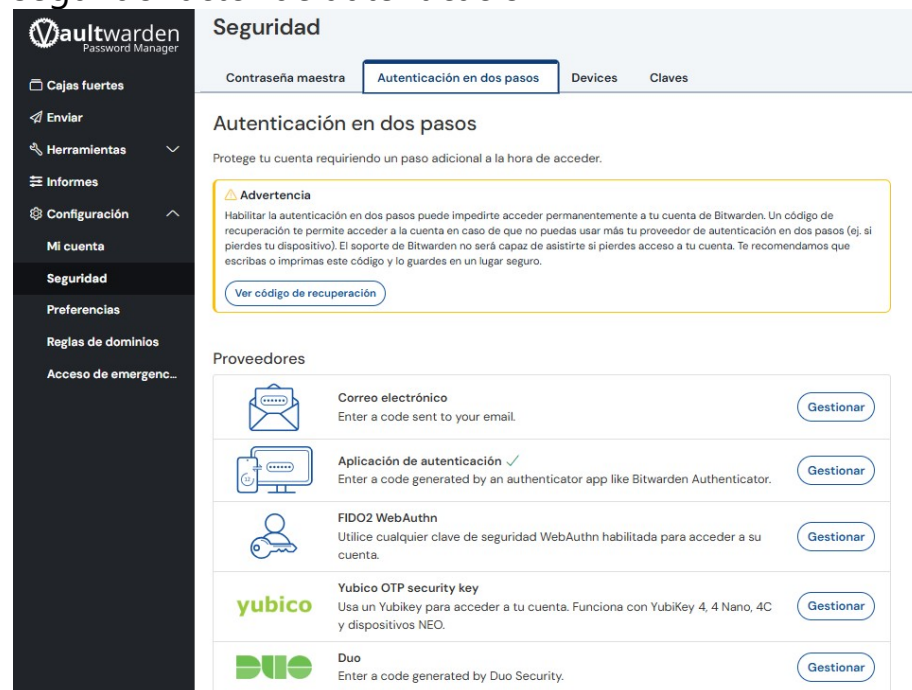 Vaultwarden
Password Manager
Cajas fuertes
Enviar
Herramientas
Informes
Configuración
Mi cuenta
Seguridad
Preferencias
Reglas de dominios
Acceso de emergenc...
Seguridad
Contraseña maestra Autenticación en dos pasos Devices Claves
Autenticación en dos pasos
Protege tu cuenta requiriendo un paso adicional a la hora de acceder.
Advertencia
Habilitar la autenticación en dos pasos puede impedirte acceder permanentemente a tu cuenta de Bitwarden. Un código de
recuperación te permite acceder a la cuenta en caso de que no puedas usar más tu proveedor de autenticación en dos pasos (ej. si
pierdes tu dispositivo). El soporte de Bitwarden no será capaz de asistirte si pierdes acceso a tu cuenta. Te recomendamos que
escribas o imprimas este código y lo guardes en un lugar seguro.
Ver código de recuperación
Proveedores
Correo electrónico
Enter a code sent to your email.
Gestionar
Aplicación de autenticación
Enter a code generated by an authenticator app like Bitwarden Authenticator.
Gestionar
FIDO2 WebAuthn
Utilice cualquier clave de seguridad WebAuthn habilitada para acceder a su
cuenta.
Gestionar
yubico
Yubico OTP security key
Usa un Yubikey para acceder a tu cuenta. Funciona con YubiKey 4, 4 Nano, 4C
y dispositivos NEO.
Gestionar
DUO
Duo
Enter a code generated by Duo Security.
Gestionar